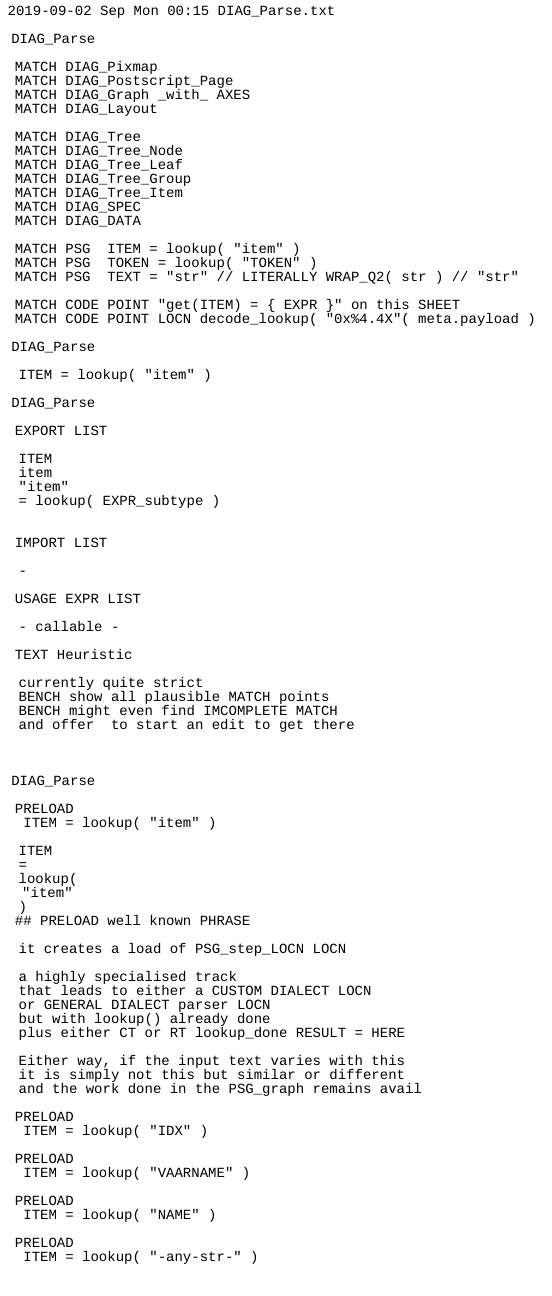 2019-09-02 Sep Mon 00:15 DIAG_Parse.txt
DIAG_Parse
MATCH DIAG_Pixmap
MATCH DIAG_Postscript_Page
MATCH DIAG_Graph _with_ AXES
MATCH DIAG_Layout
MATCH DIAG_Tree
MATCH DIAG_Tree_Node
MATCH DIAG_Tree_Leaf
MATCH DIAG_Tree_Group
MATCH DIAG_Tree_Item
MATCH DIAG_SPEC
MATCH DIAG_DATA
MATCH PSG  ITEM = lookup( "item" )
MATCH PSG  TOKEN = lookup( "TOKEN" )
MATCH PSG  TEXT = "str" // LITERALLY WRAP_Q2( str ) // "str"
MATCH CODE POINT "get(ITEM) = { EXPR }" on this SHEET
MATCH CODE POINT LOCN decode_lookup( "0x%4.4X"( meta.payload )
DIAG_Parse
ITEM = lookup( "item" )
DIAG_Parse
EXPORT LIST
ITEM
item
"item"
= lookup( EXPR_subtype )
IMPORT LIST
-
USAGE EXPR LIST
- callable -
TEXT Heuristic
currently quite strict
BENCH show all plausible MATCH points
BENCH might even find IMCOMPLETE MATCH
and offer  to start an edit to get there
DIAG_Parse
PRELOAD
ITEM = lookup( "item" )
ITEM
=
lookup(
"item"
)
## PRELOAD well known PHRASE
it creates a load of PSG_step_LOCN LOCN
a highly specialised track
that leads to either a CUSTOM DIALECT LOCN
or GENERAL DIALECT parser LOCN
but with lookup() already done
plus either CT or RT lookup_done RESULT = HERE
Either way, if the input text varies with this
it is simply not this but similar or different
and the work done in the PSG_graph remains avail
PRELOAD
ITEM = lookup( "IDX" )
PRELOAD
ITEM = lookup( "VAARNAME" )
PRELOAD
ITEM = lookup( "NAME" )
PRELOAD
ITEM = lookup( "-any-str-" )